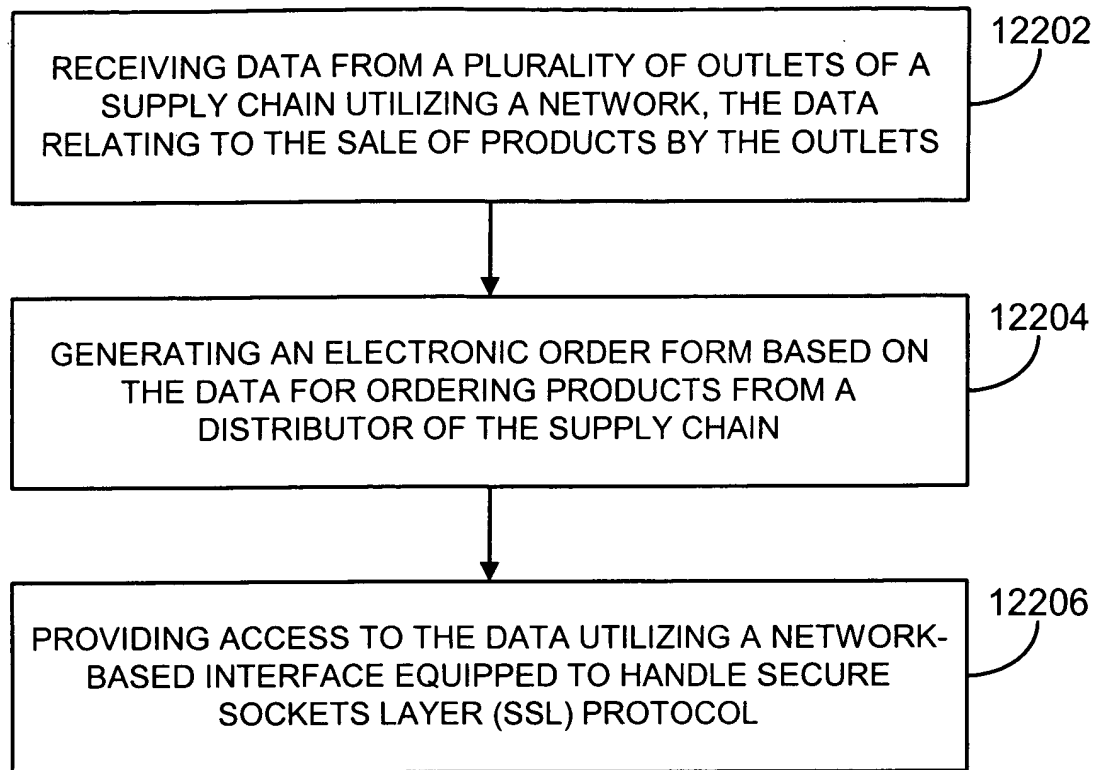 12202
RECEIVING DATA FROM A PLURALITY OF OUTLETS OF A
SUPPLY CHAIN UTILIZING A NETWORK, THE DATA
RELATING TO THE SALE OF PRODUCTS BY THE OUTLETS
12204
GENERATING AN ELECTRONIC ORDER FORM BASED ON
THE DATA FOR ORDERING PRODUCTS FROM A
DISTRIBUTOR OF THE SUPPLY CHAIN
12206
PROVIDING ACCESS TO THE DATA UTILIZING A NETWORK-
BASED INTERFACE EQUIPPED TO HANDLE SECURE
SOCKETS LAYER (SSL) PROTOCOL